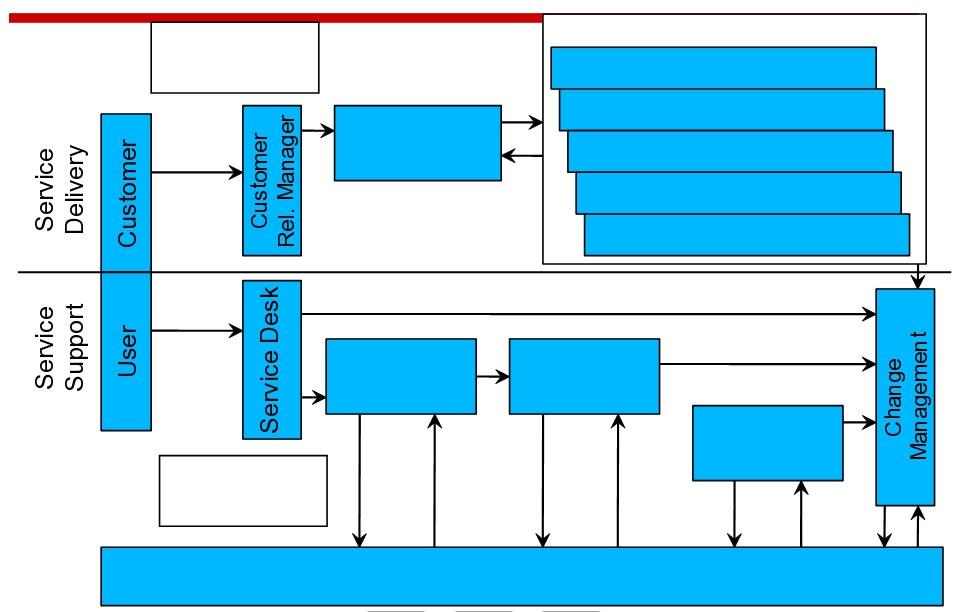 Service
Delivery
Customer
Customer
Rel. Manager
Service
Support
User
Service Desk
Change
Management